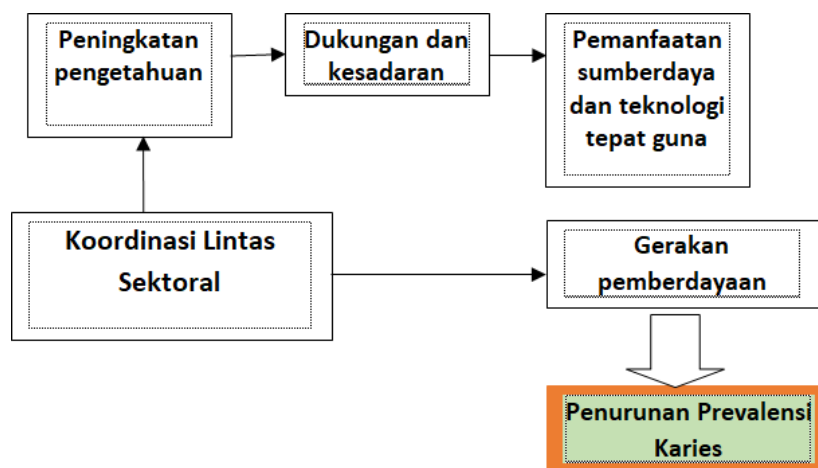 Peningkatan
pengetahuan
Dukungan dan
kesadaran
Pemanfaatan
sumberdaya
dan teknologi
tepat guna
Koordinasi Lintas
Sektoral
Gerakan
pemberdayaan
Penurunan Prevalensi
Karies